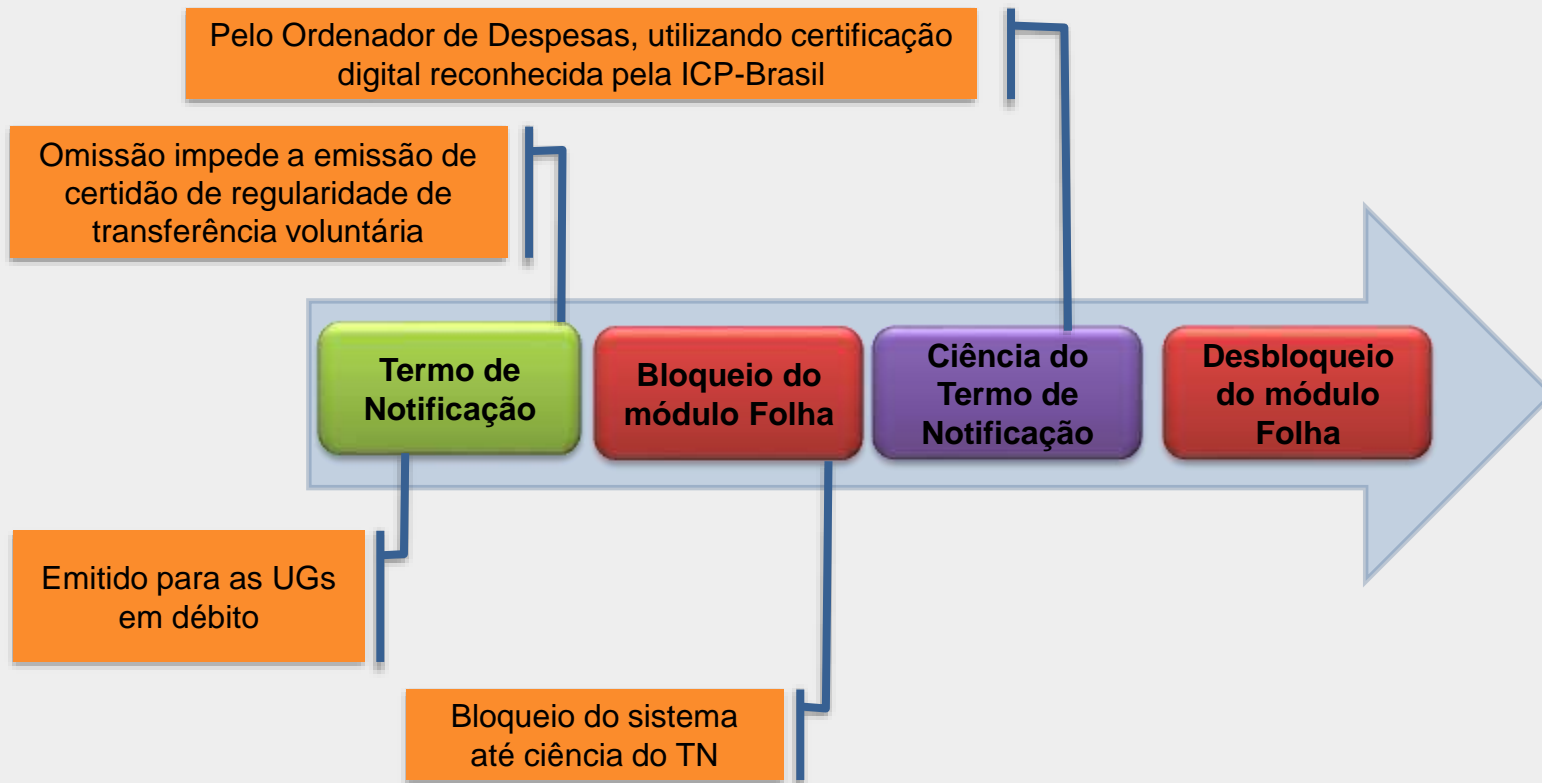 Pelo Ordenador de Despesas, utilizando certificação
digital reconhecida pela ICP-Brasil
Omissão impede a emissão de
certidão de regularidade de
transferência voluntária
Termo de
Notificação
Bloqueio do
módulo Folha
Ciência do
Termo de
Notificação
Desbloqueio
do módulo
Folha
Emitido para as UGs
em débito
Bloqueio do sistema
até ciência do TN